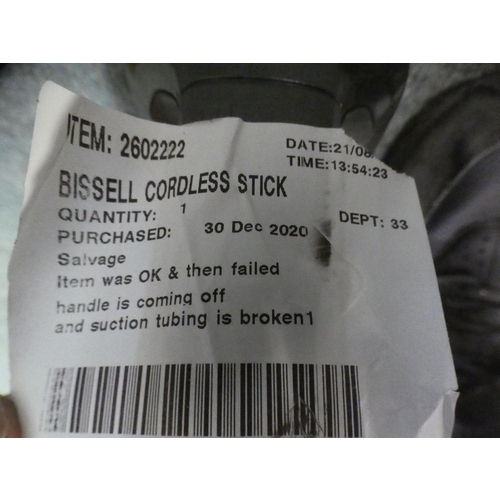 ITEM: 2602222
DATE:21/08/
TIME:13:54:23
BISSELL CORDLESS STICK
QUANTITY: 1
DEPT: 33
PURCHASED: 30 Dec 2020
Salvage
Item was OK & then failed
handle is coming off
and suction tubing is broken1